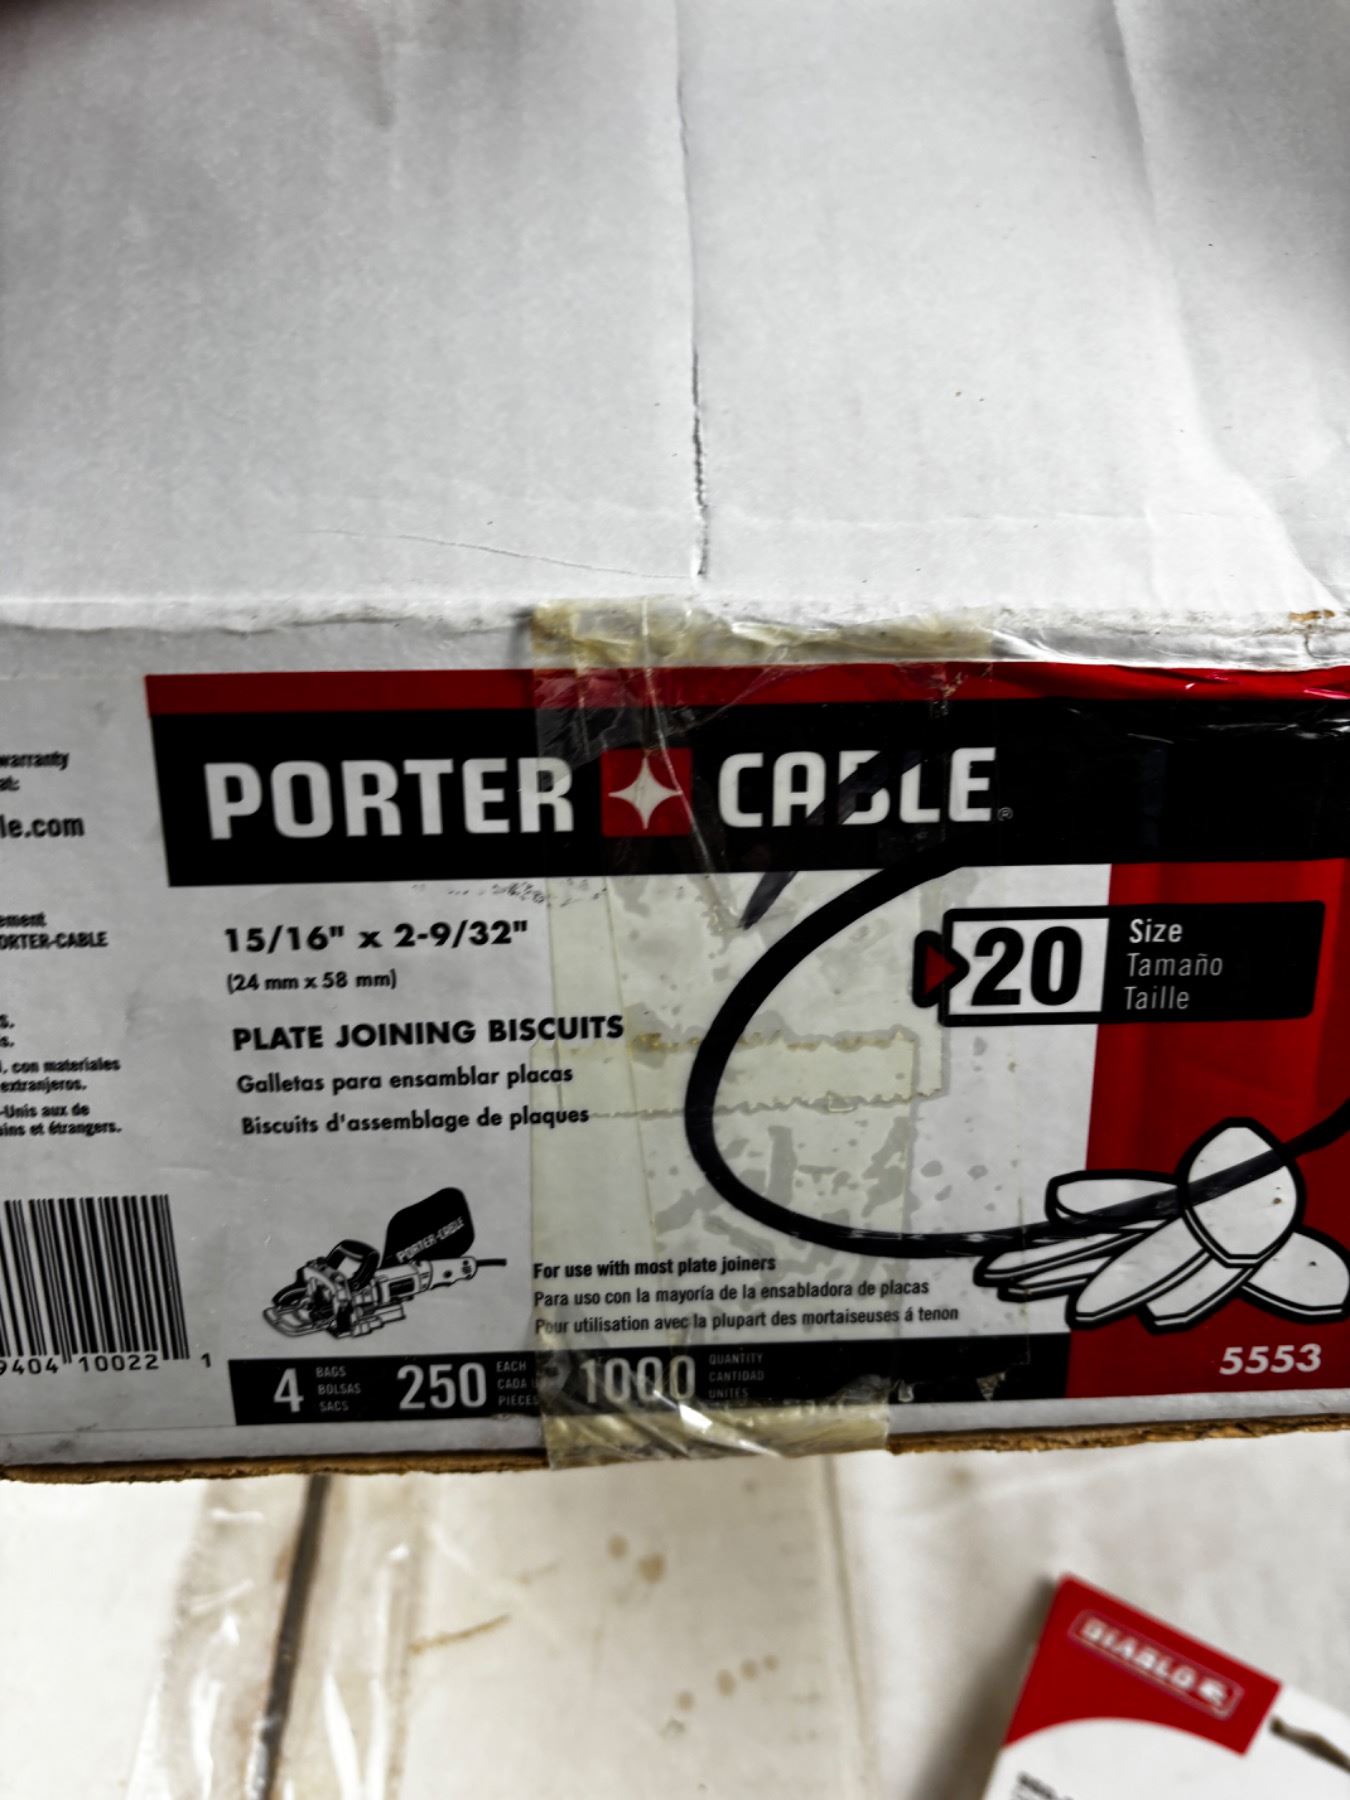 warranty
le.com
PORTER CABLE®
15/16" x 2-9/32"
(24 mm x 58 mm)
PLATE JOINING BISCUITS
Galletas para ensamblar placas
Biscuits d'assemblage de plaques
20
Size
Tamaño
Taille
ORTER-CABLE
s.
s.
, con materiales
extranjeros.
-Unis aux de
ins et étrangers.
PORTER-CABLE
For use with most plate joiners
Para uso con la mayoría de la ensabladora de placas
Pour utilisation avec la plupart des mortaiseuses á tenon
9404 10022 1
4 BAGS
BOLSAS
SACS
250 EACH
CADA
PIECES
1000 QUANTITY
CANTIDAD
UNITES
5553
DIABLO